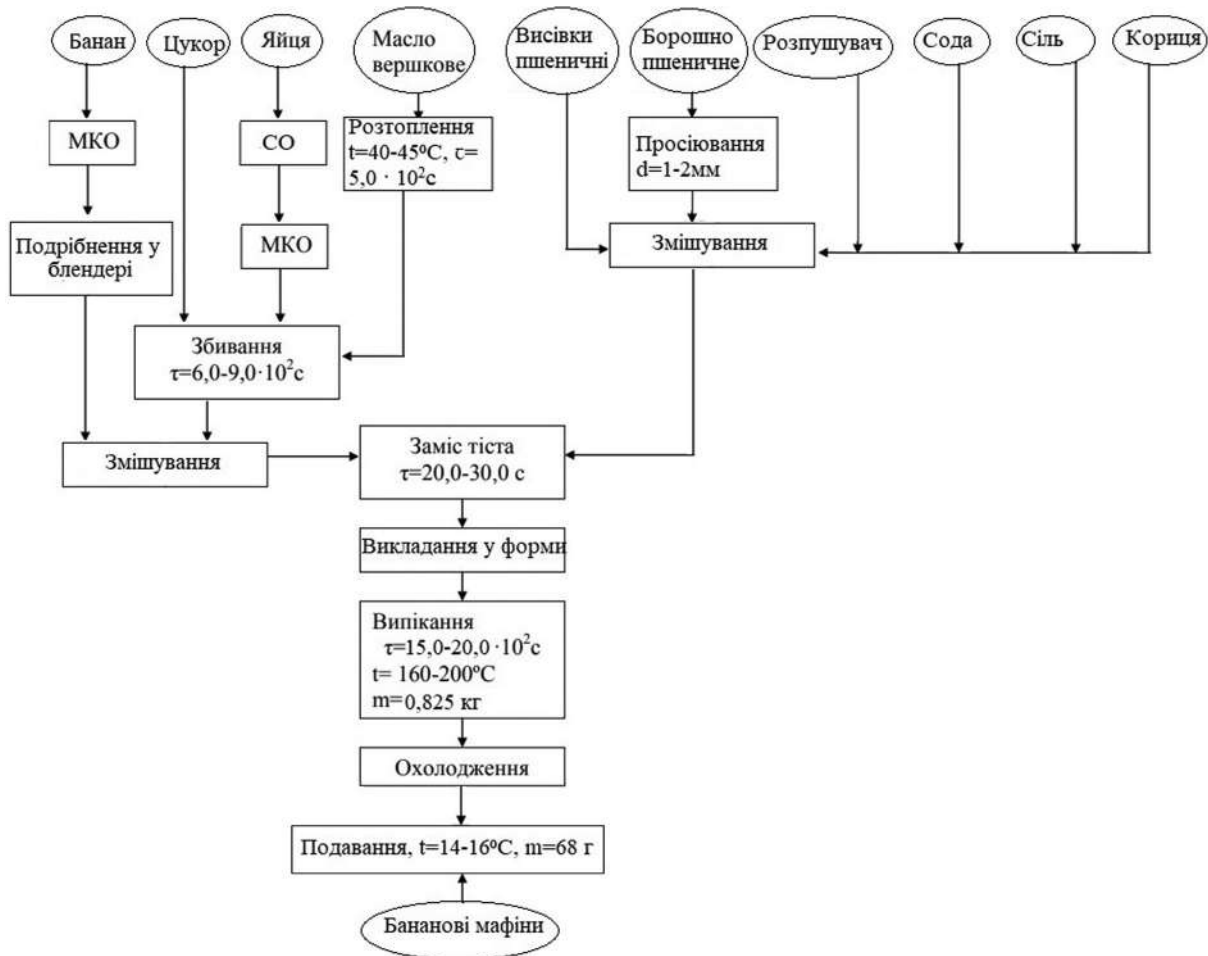 Банан
Цукор
Яйця
Масло
вершкове
Висівки
пшеничні
Борошно
пшеничне
Розпушувач
Сода
Сіль
Кориця
МКО
СО
Розтоплення
t=40-45⁰С, τ=
5,0 · 10²с
Просіювання
d=1-2мм
Подрібнення у
блендері
МКО
Змішування
Збивання
τ=6,0-9,0·10²с
Змішування
Заміс тіста
τ=20,0-30,0 с
Викладання у форми
Випікання
τ=15,0-20,0 ·10²с
t= 160-200⁰С
m=0,825 кг
Охолодження
Подавання, t=14-16⁰С, m=68 г
Бананові мафіни